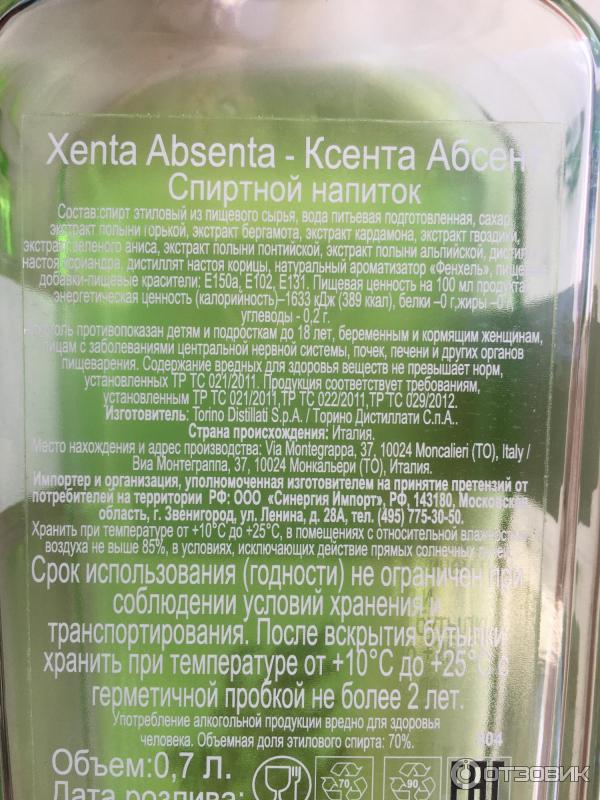 Xenta Absenta - Ксента Абсент
Спиртной напиток
Состав:спирт этиловый из пищевого сырья, вода питьевая подготовленная, сахар,
экстракт полыни горькой, экстракт бергамота, экстракт кардамона, экстракт гвоздики,
экстракт зеленого аниса, экстракт полыни понтийской, экстракт полыни альпийской, дистиллят
настоя кориандра, дистиллят настоя корицы, натуральный ароматизатор «Фенхель», пищевые
добавки-пищевые красители: Е150а, Е102, Е131. Пищевая ценность на 100 мл продукта
энергетическая ценность (калорийность)–1633 кДж (389 ккал), белки –0 г,жиры –0 г
углеводы - 0,2 г.
Алкоголь противопоказан детям и подросткам до 18 лет, беременным и кормящим женщинам,
лицам с заболеваниями центральной нервной системы, почек, печени и других органов
пищеварения. Содержание вредных для здоровья веществ не превышает норм,
установленных ТР ТС 021/2011. Продукция соответствует требованиям,
установленным ТР ТС 021/2011,ТР ТС 022/2011,ТР ТС 029/2012.
Изготовитель: Torino Distillati S.p.A. / Торино Дистиллати С.п.А..
Страна происхождения: Италия.
Место нахождения и адрес производства: Via Montegrappa, 37, 10024 Moncalieri (TO), Italy /
Виа Монтеграппа, 37, 10024 Монкальери (ТО), Италия.
Импортер и организация, уполномоченная изготовителем на принятие претензий от
потребителей на территории РФ: ООО «Синергия Импорт», РФ, 143180, Московская
область, г. Звенигород, ул. Ленина, д. 28А, тел. (495) 775-30-50.
Хранить при температуре от +10°С до +25°С, в помещениях с относительной влажностью
воздуха не выше 85%, в условиях, исключающих действие прямых солнечных лучей.
Срок использования (годности) не ограничен при
соблюдении условий хранения и
транспортирования. После вскрытия бутылки
хранить при температуре от +10°С до +25°С с
герметичной пробкой не более 2 лет.
Употребление алкогольной продукции вредно для здоровья
человека. Объемная доля этилового спирта: 70%.
804
Объем:0,7 л.
70
90
ЕАС
Дата розлива:
ОТЗОВИК